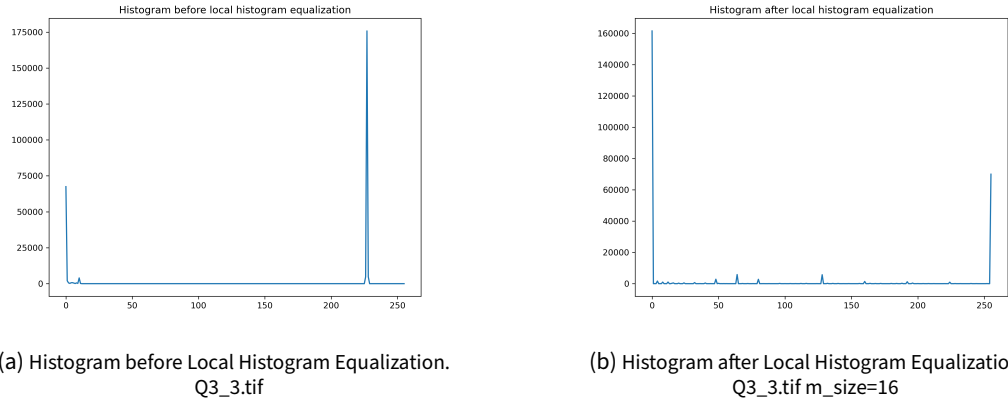 Histogram before local histogram equalization
175000
150000
125000
100000
75000
50000
25000
0
0 50 100 150 200 250
Histogram after local histogram equalization
160000
140000
120000
100000
80000
60000
40000
20000
0
0 50 100 150 200 250
(a) Histogram before Local Histogram Equalization.
Q3_3.tif
(b) Histogram after Local Histogram Equalizatio
Q3_3.tif m_size=16